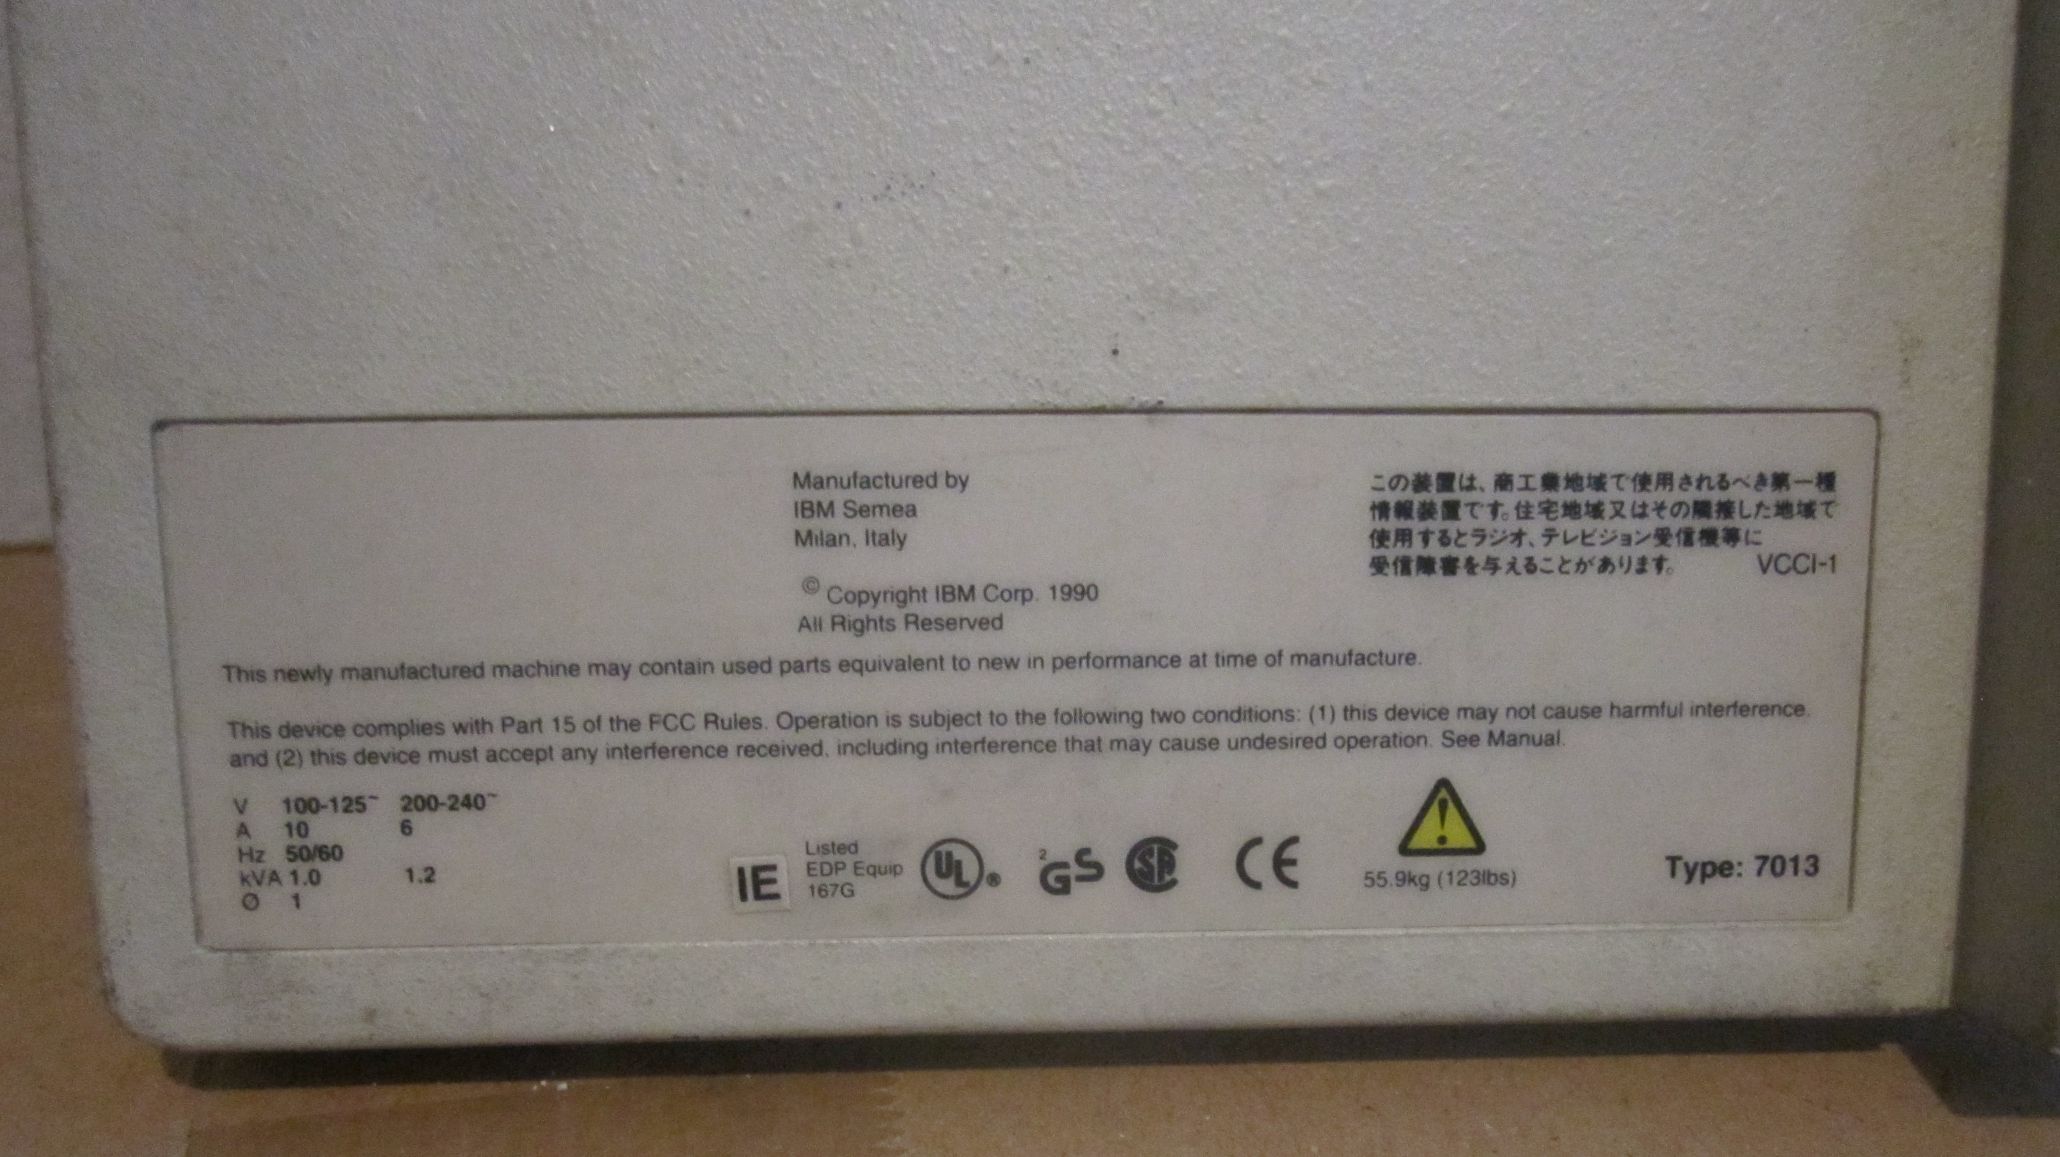 Manufactured by
IBM Semea
Milan, Italy
© Copyright IBM Corp. 1990
All Rights Reserved
この装置は、商工業地域で使用されるべき第一種
情報装置です。住宅地域又はその隣接した地域で
使用するとラジオ、テレビジョン受信機等に
受信障害を与えることがあります。 VCCI-1
This newly manufactured machine may contain used parts equivalent to new in performance at time of manufacture.
This device complies with Part 15 of the FCC Rules. Operation is subject to the following two conditions: (1) this device may not cause harmful interference.
and (2) this device must accept any interference received, including interference that may cause undesired operation. See Manual.
V 100-125~ 200-240~
A 10 6
Hz 50/60
kVA 1.0 1.2
Ø 1
IE
Listed
EDP Equip
167G
UL ®
2 GS
SA
CE
55.9kg (123lbs)
Type: 7013